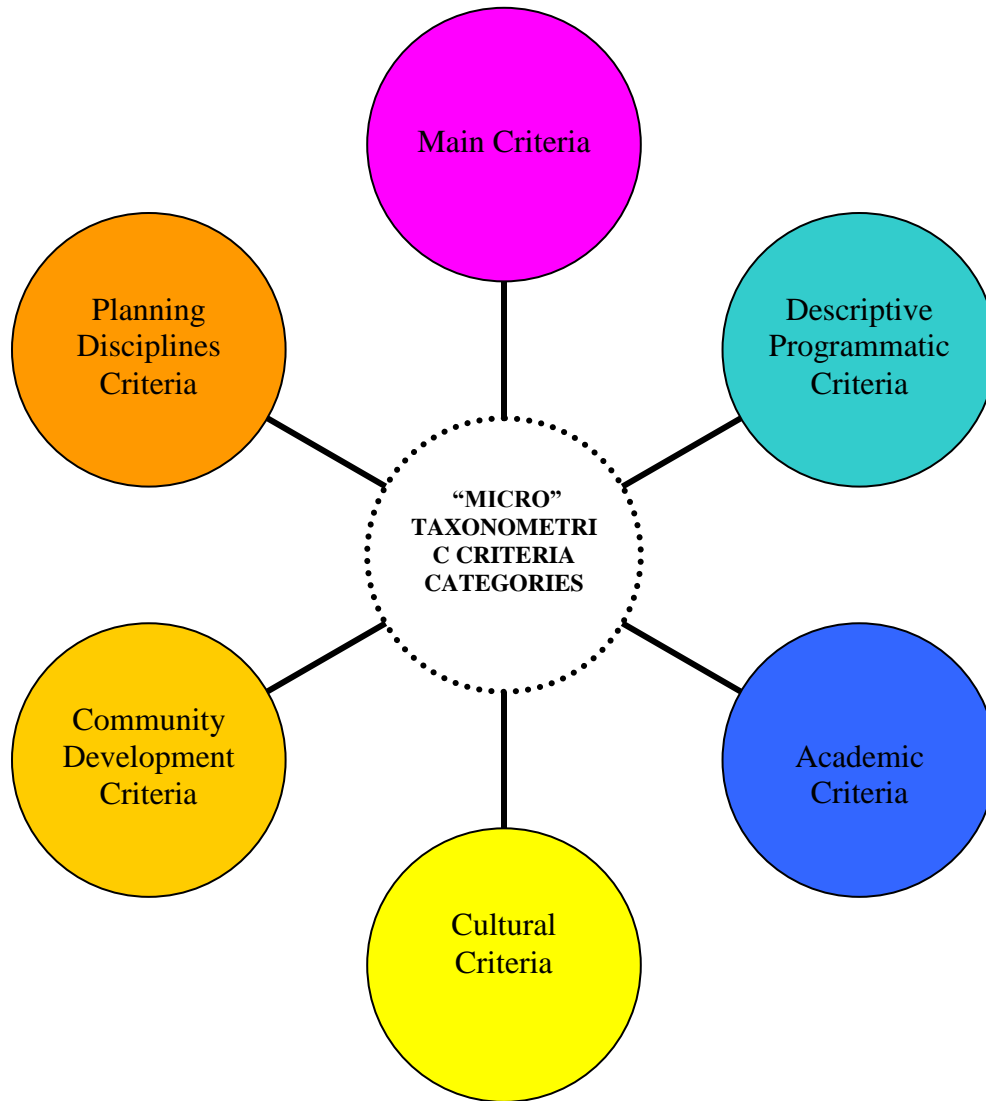 Main Criteria
Planning
Disciplines
Criteria
Descriptive
Programmatic
Criteria
“MICRO”
TAXONOMETRI
C CRITERIA
CATEGORIES
Community
Development
Criteria
Academic
Criteria
Cultural
Criteria